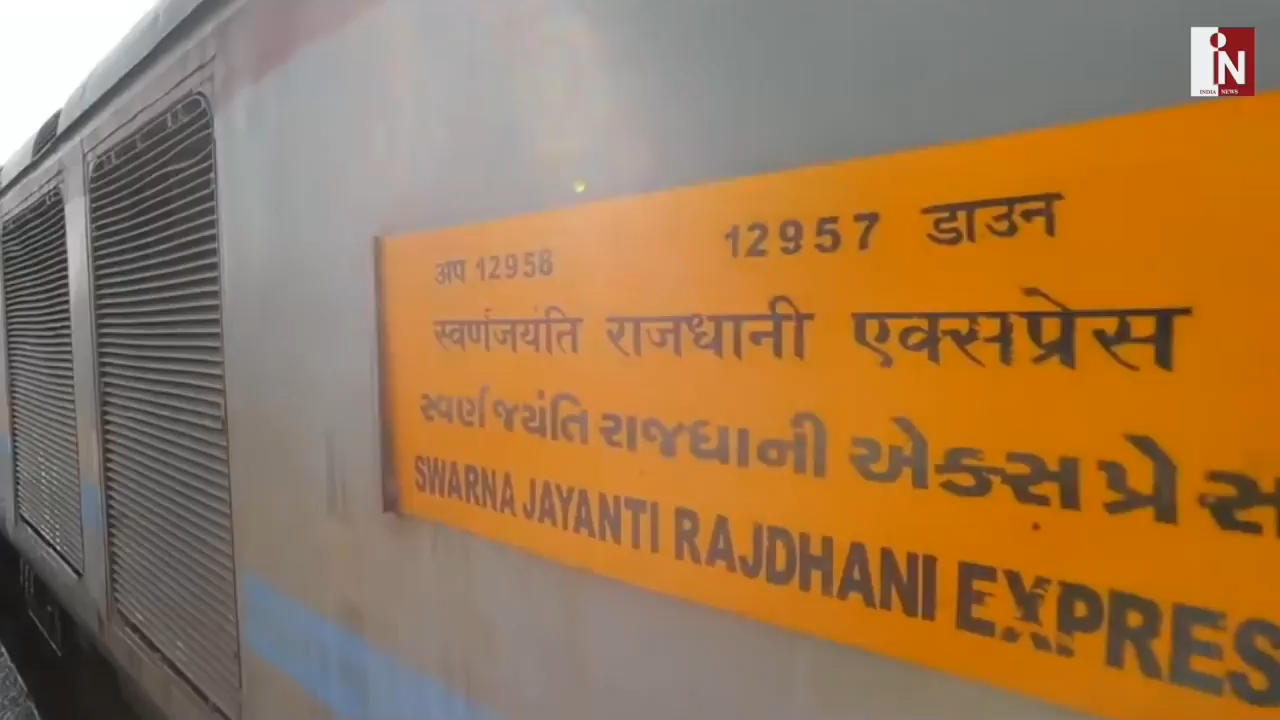 IN
INDIA NEWS
अप 12958 12957 डाउन
स्वर्णजयंति राजधानी एक्सप्रेस
સ્વર્ણ જયંતિ રાજધાની એક્સપ્રેસ
SWARNA JAYANTI RAJDHANI EXPRES